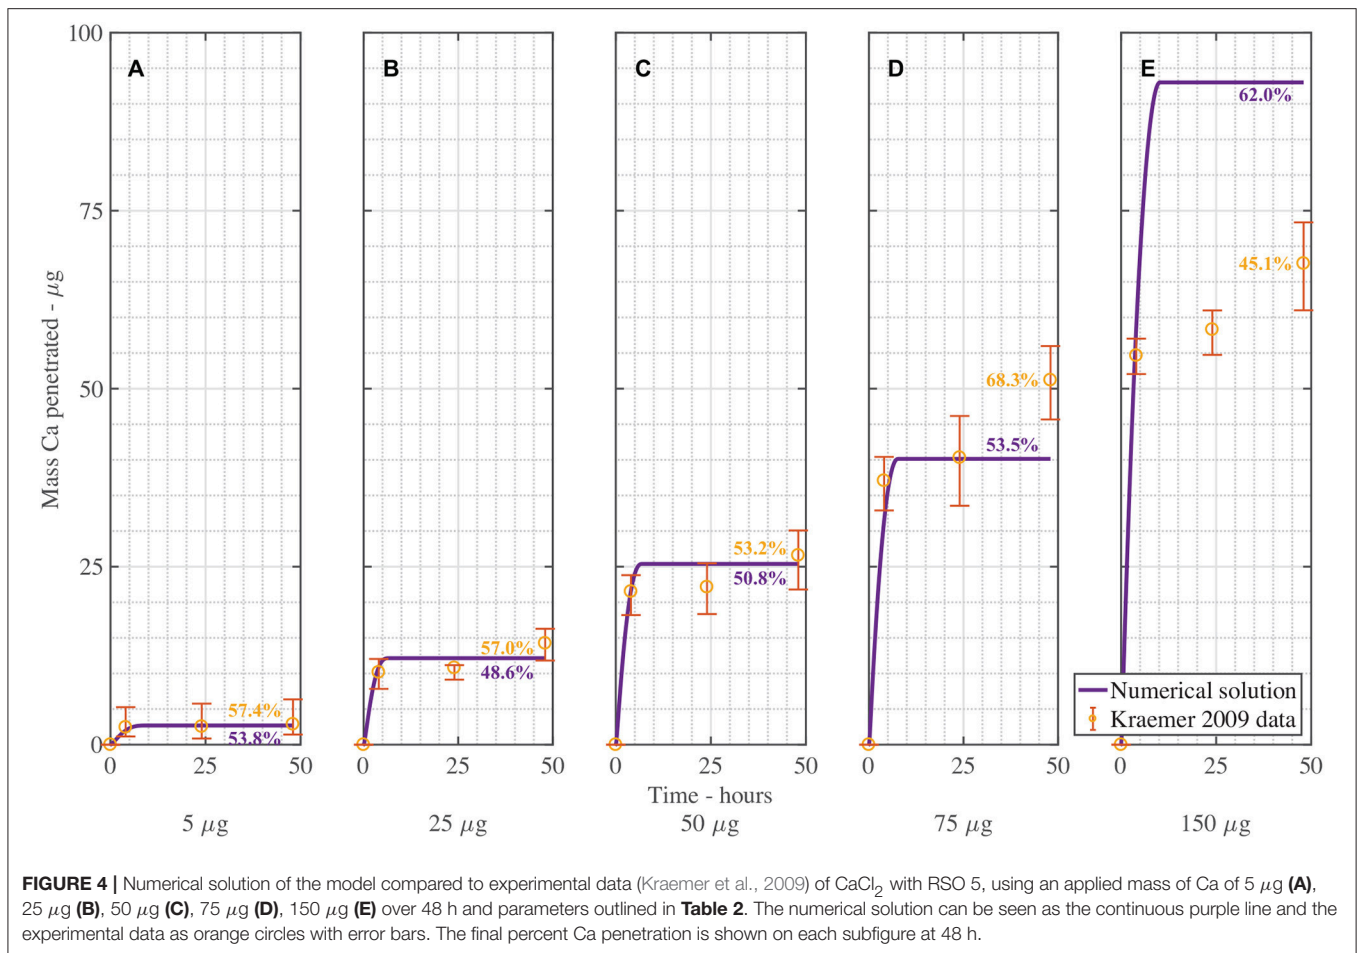 100
75
50
25
0
Mass Ca penetrated - μg
A
57.4%
53.8%
0 25 50
5 μg
B
57.0%
48.6%
0 25 50
25 μg
C
53.2%
50.8%
0 25 50
Time - hours
50 μg
D
68.3%
53.5%
0 25 50
75 μg
E
62.0%
45.1%
Numerical solution
Kraemer 2009 data
0 25 50
150 μg
FIGURE 4 | Numerical solution of the model compared to experimental data (Kraemer et al., 2009) of CaCl₂ with RSO 5, using an applied mass of Ca of 5 μg (A),
25 μg (B), 50 μg (C), 75 μg (D), 150 μg (E) over 48 h and parameters outlined in Table 2. The numerical solution can be seen as the continuous purple line and the
experimental data as orange circles with error bars. The final percent Ca penetration is shown on each subfigure at 48 h.